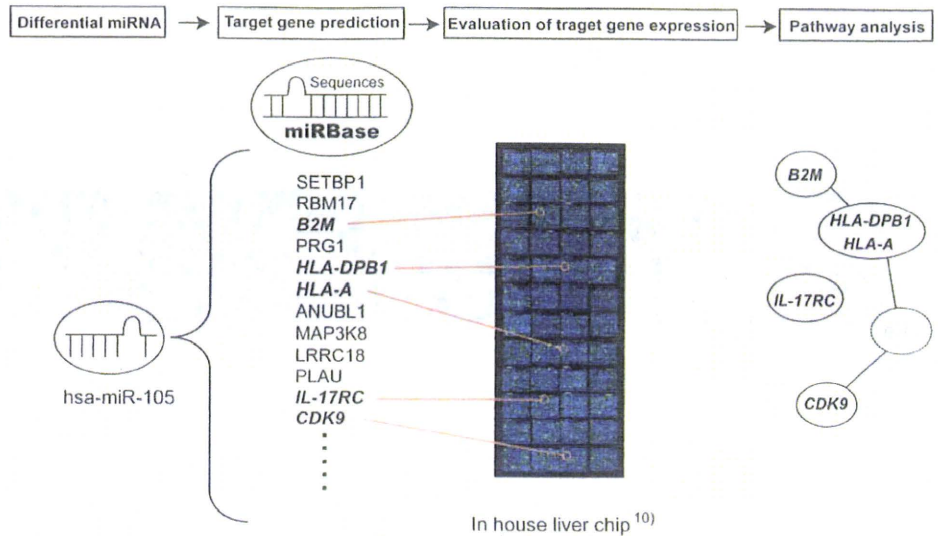 Differential miRNA
Target gene prediction
Evaluation of traget gene expression
Pathway analysis
Sequences
miRBase
SETBP1
RBM17
B2M
PRG1
HLA-DPB1
HLA-A
ANUBL1
MAP3K8
LRRC18
PLAU
IL-17RC
CDK9
hsa-miR-105
In house liver chip 10)
B2M
HLA-DPB1
HLA-A
IL-17RC
CDK9